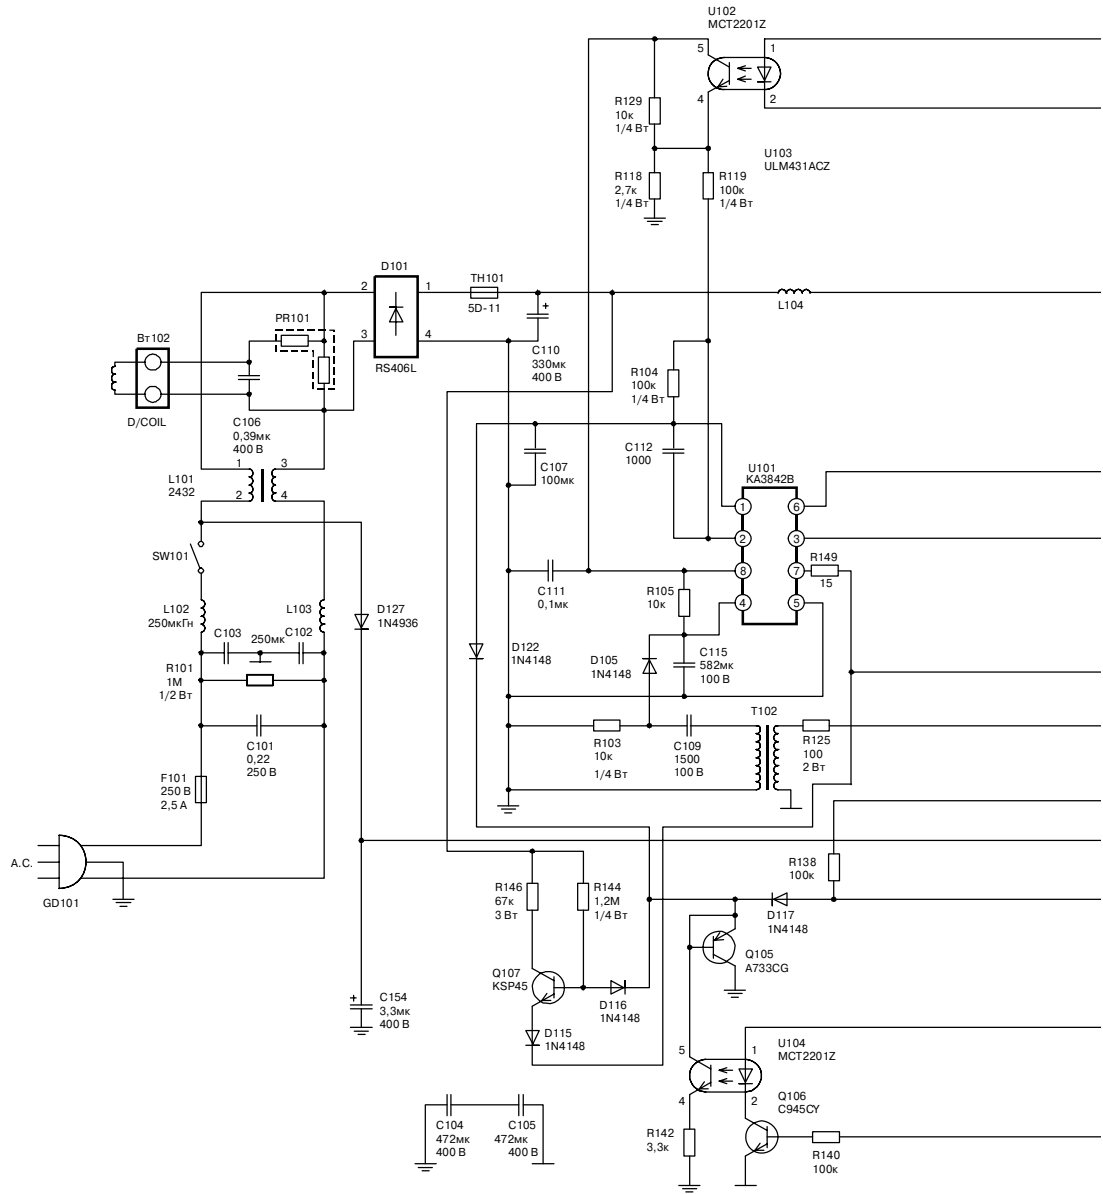 U102
MCT2201Z
5
1
4
2
R129
10к
1/4 Вт
U103
ULM431ACZ
R118
2,7к
1/4 Вт
R119
100к
1/4 Вт
D101
2
1
3
4
RS406L
TH101
5D-11
L104
PR101
Вт102
D/COIL
+
C110
330мк
400 В
R104
100к
1/4 Вт
C106
0,39мк
400 В
C107
100мк
C112
1000
U101
KA3842B
L101
2432
1
3
2
4
1
6
2
3
8
7
4
5
R149
15
SW101
C111
0,1мк
R105
10к
L102
250мкГн
L103
C103
250мк
C102
D127
1N4936
D122
1N4148
D105
1N4148
C115
582мк
100 В
R101
1М
1/2 Вт
T102
C101
0,22
250 В
R103
10к
1/4 Вт
C109
1500
100 В
R125
100
2 Вт
F101
250 В
2,5 А
A.C.
GD101
R138
100к
R146
67к
3 Вт
R144
1,2М
1/4 Вт
D117
1N4148
Q105
A733CG
Q107
KSP45
D116
1N4148
+
C154
3,3мк
400 В
D115
1N4148
U104
MCT2201Z
5
1
4
2
Q106
C945CY
C104
472мк
400 В
C105
472мк
400 В
R142
3,3к
R140
100к